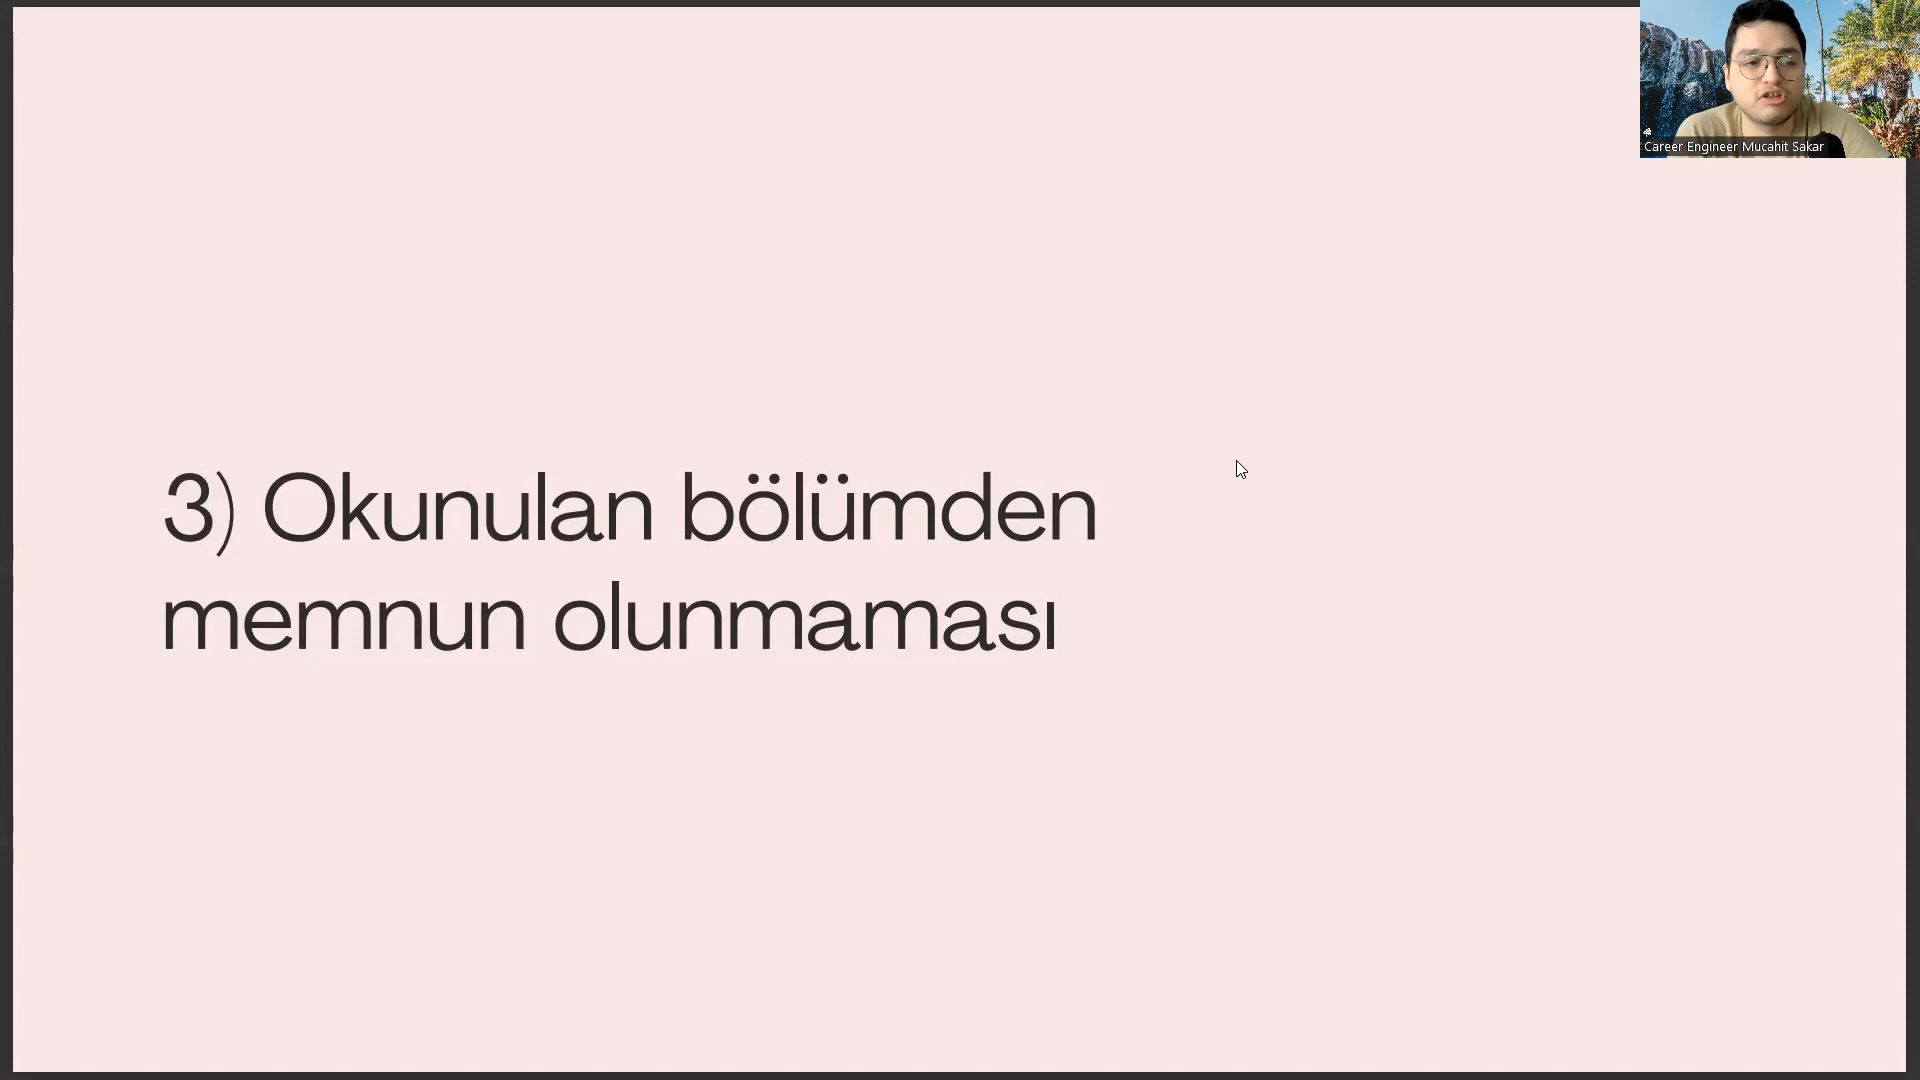 Career Engineer Mucahit Sakar
3) Okunulan bölümden
memnun olunmaması